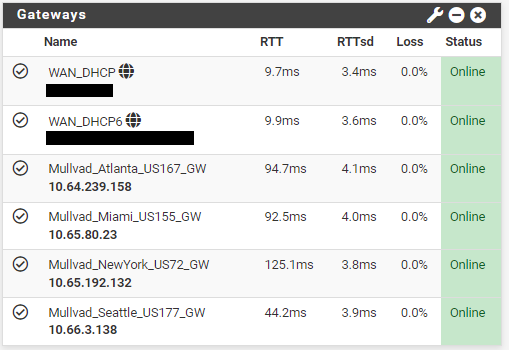 Gateways
Name RTT RTTsd Loss Status
WAN_DHCP 9.7ms 3.4ms 0.0% Online
WAN_DHCP6 9.9ms 3.6ms 0.0% Online
Mullvad_Atlanta_US167_GW 94.7ms 4.1ms 0.0% Online
10.64.239.158
Mullvad_Miami_US155_GW 92.5ms 4.0ms 0.0% Online
10.65.80.23
Mullvad_NewYork_US72_GW 125.1ms 3.8ms 0.0% Online
10.65.192.132
Mullvad_Seattle_US177_GW 44.2ms 3.9ms 0.0% Online
10.66.3.138